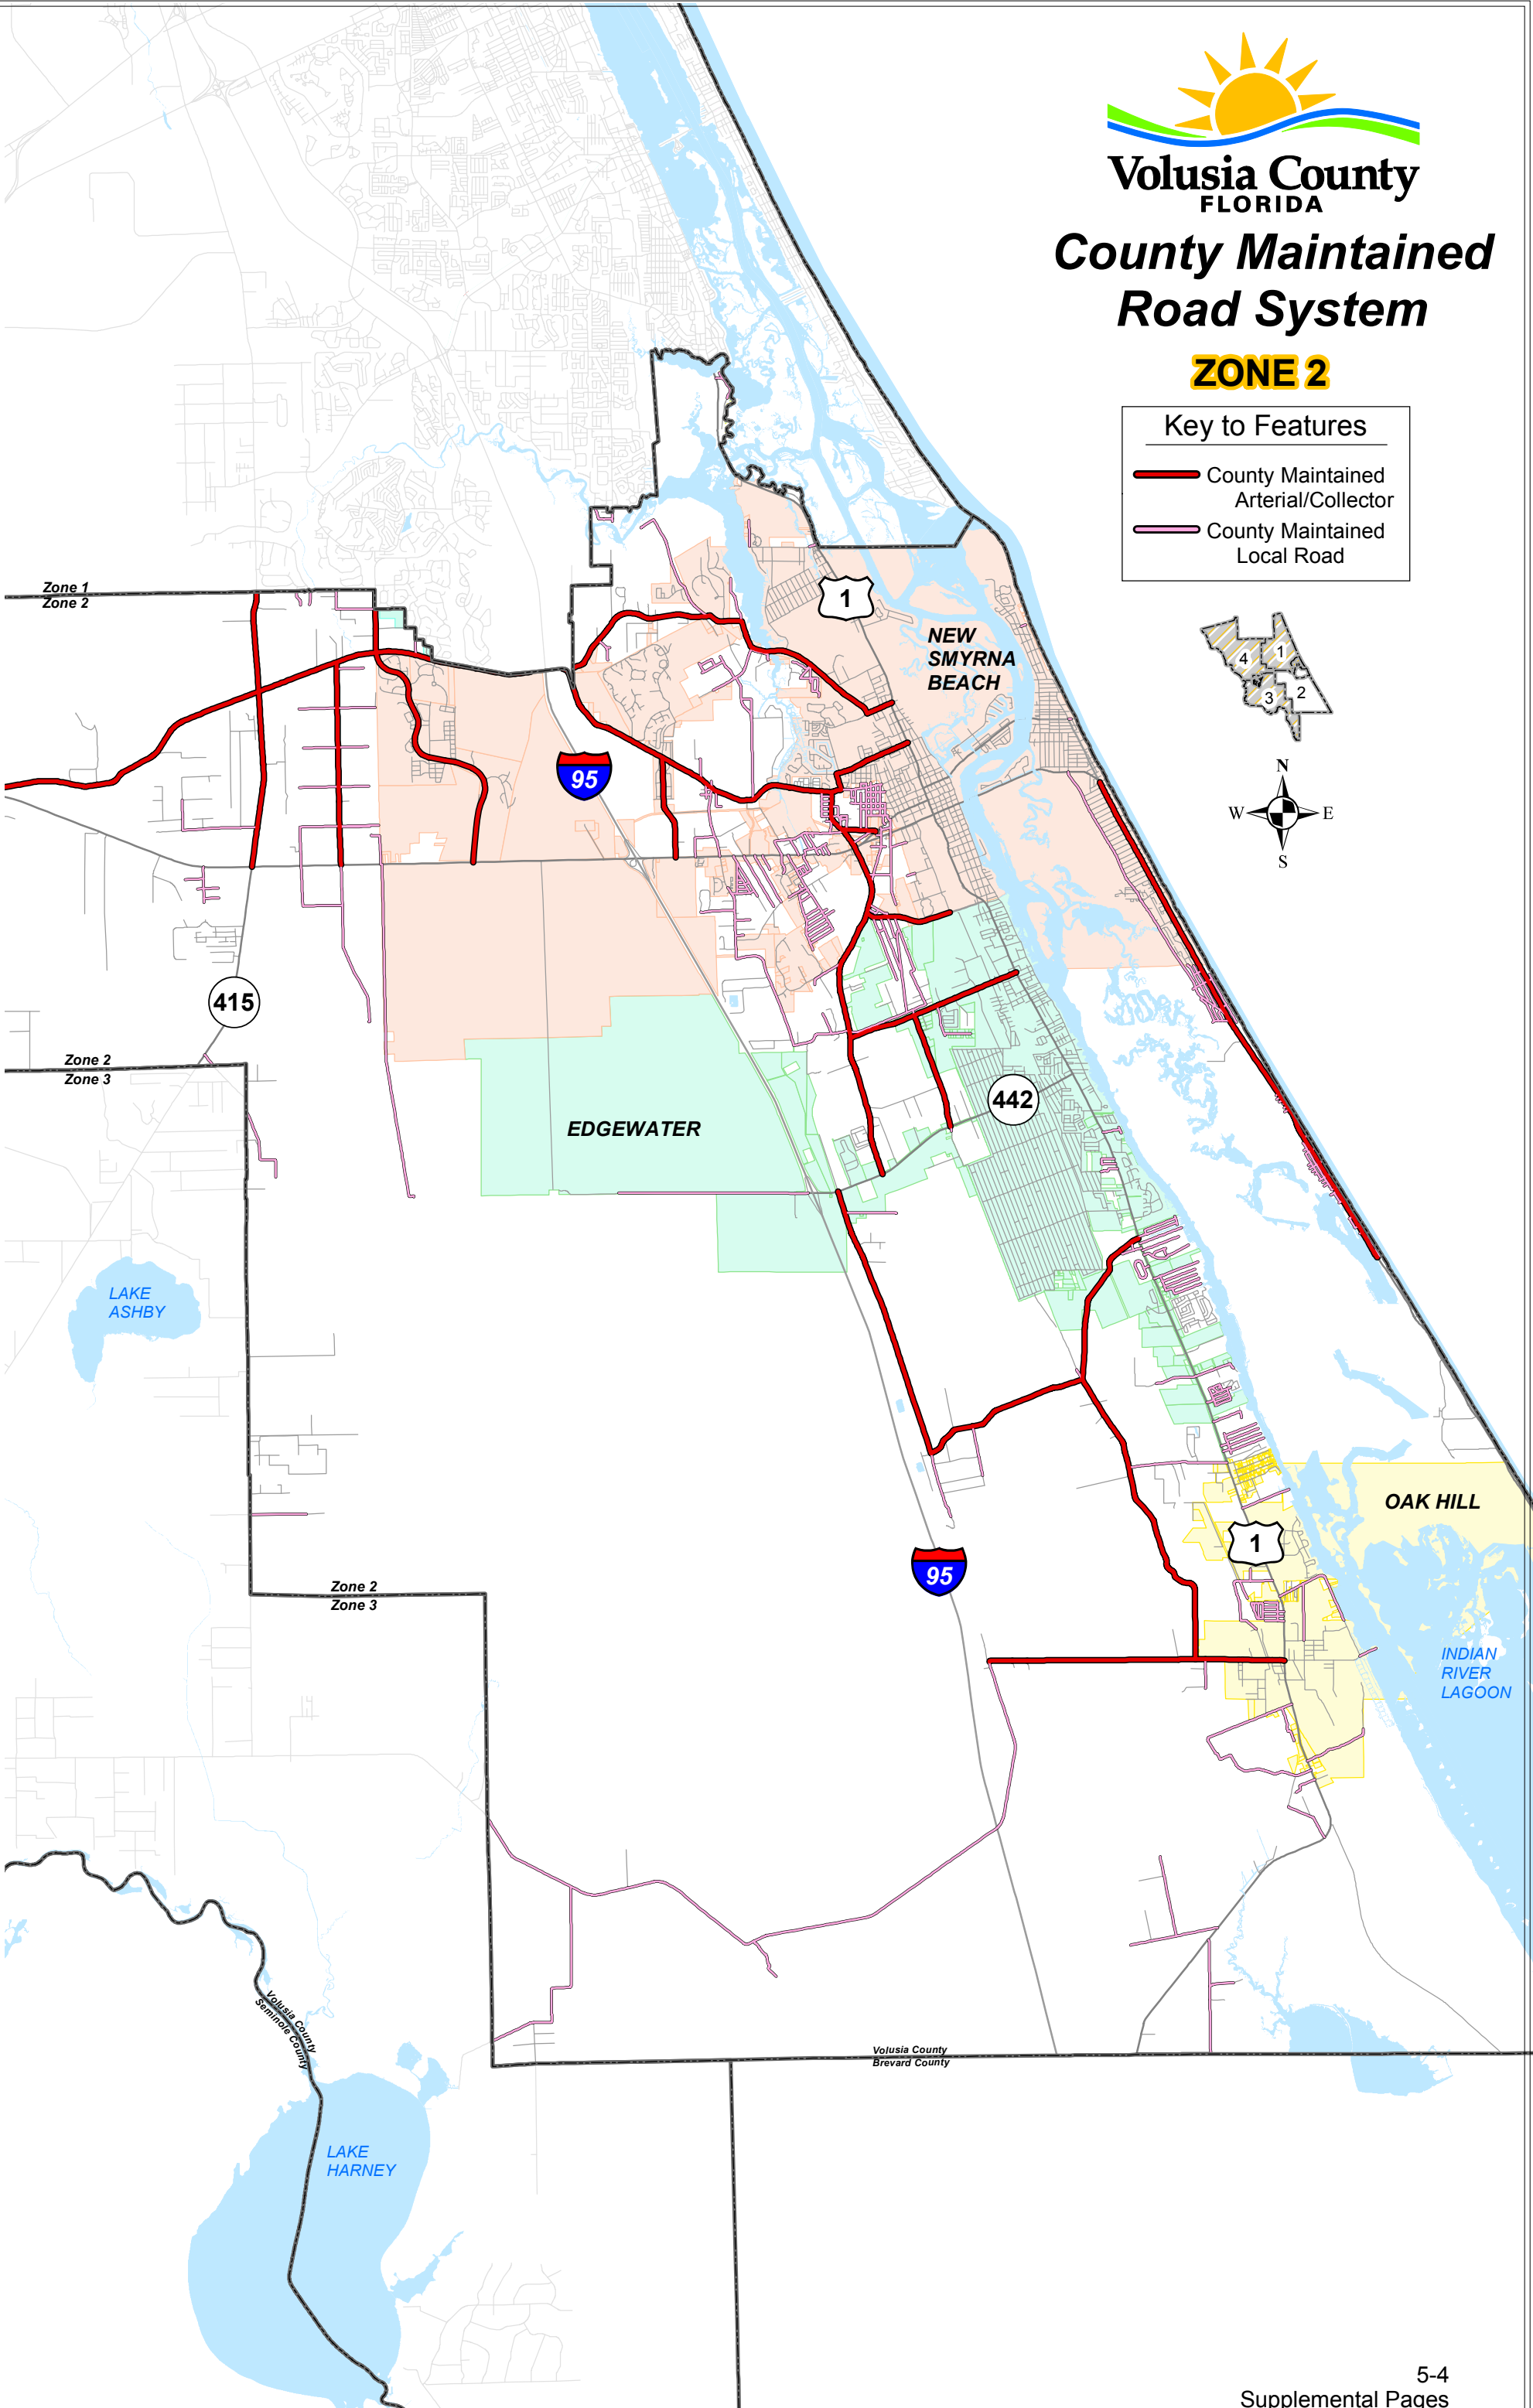 Volusia County
FLORIDA
County Maintained
Road System
ZONE 2
Key to Features
County Maintained
Arterial/Collector
County Maintained
Local Road
4
1
3
2
N
W
E
S
Zone 1
Zone 2
1
NEW
SMYRNA
BEACH
95
415
Zone 2
Zone 3
442
EDGEWATER
LAKE
ASHBY
OAK HILL
1
95
Zone 2
Zone 3
INDIAN
RIVER
LAGOON
Volusia County
Seminole County
Volusia County
Brevard County
LAKE
HARNEY
5-4
Supplemental Pages